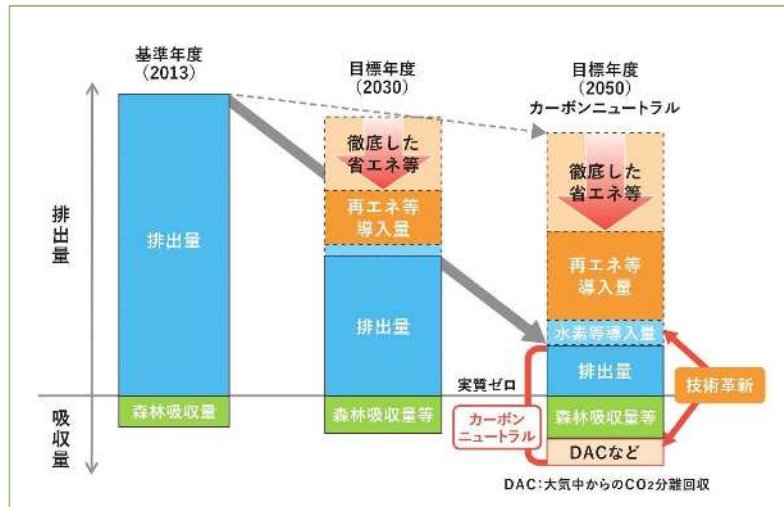 基準年度
（2013）
目標年度
（2030）
目標年度
（2050）
カーボンニュートラル
排出量
吸収量
排出量
森林吸収量
徹底した
省エネ等
再エネ等
導入量
排出量
森林吸収量等
徹底した
省エネ等
再エネ等
導入量
水素等導入量
排出量
森林吸収量等
DACなど
実質ゼロ
カーボン
ニュートラル
技術革新
DAC：大気中からのCO2分離回収